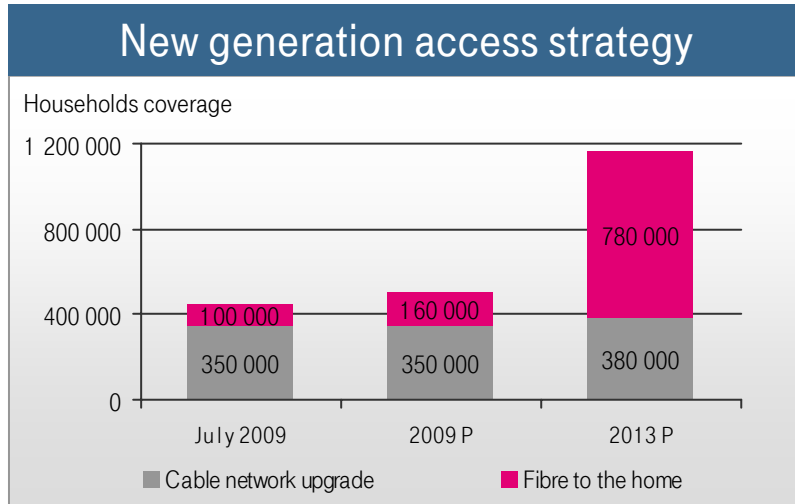 New generation access strategy
Households coverage
1 200 000
800 000
400 000
0
780 000
100 000
160 000
350 000
350 000
380 000
July 2009
2009 P
2013 P
Cable network upgrade
Fibre to the home